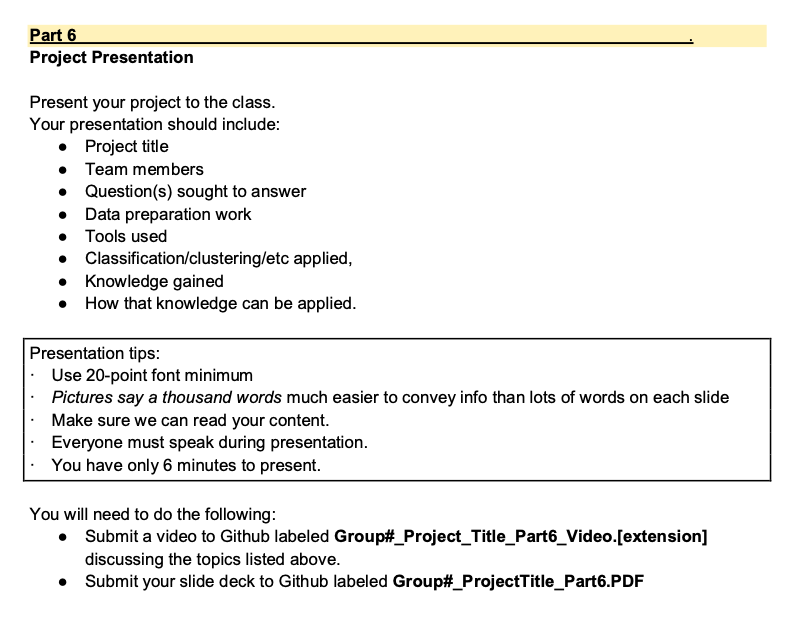 Part 6 .
Project Presentation
Present your project to the class.
Your presentation should include:
● Project title
● Team members
● Question(s) sought to answer
● Data preparation work
● Tools used
● Classification/clustering/etc applied,
● Knowledge gained
● How that knowledge can be applied.
Presentation tips:
· Use 20-point font minimum
· Pictures say a thousand words much easier to convey info than lots of words on each slide
· Make sure we can read your content.
· Everyone must speak during presentation.
· You have only 6 minutes to present.
You will need to do the following:
● Submit a video to Github labeled Group#_Project_Title_Part6_Video.[extension]
discussing the topics listed above.
● Submit your slide deck to Github labeled Group#_ProjectTitle_Part6.PDF